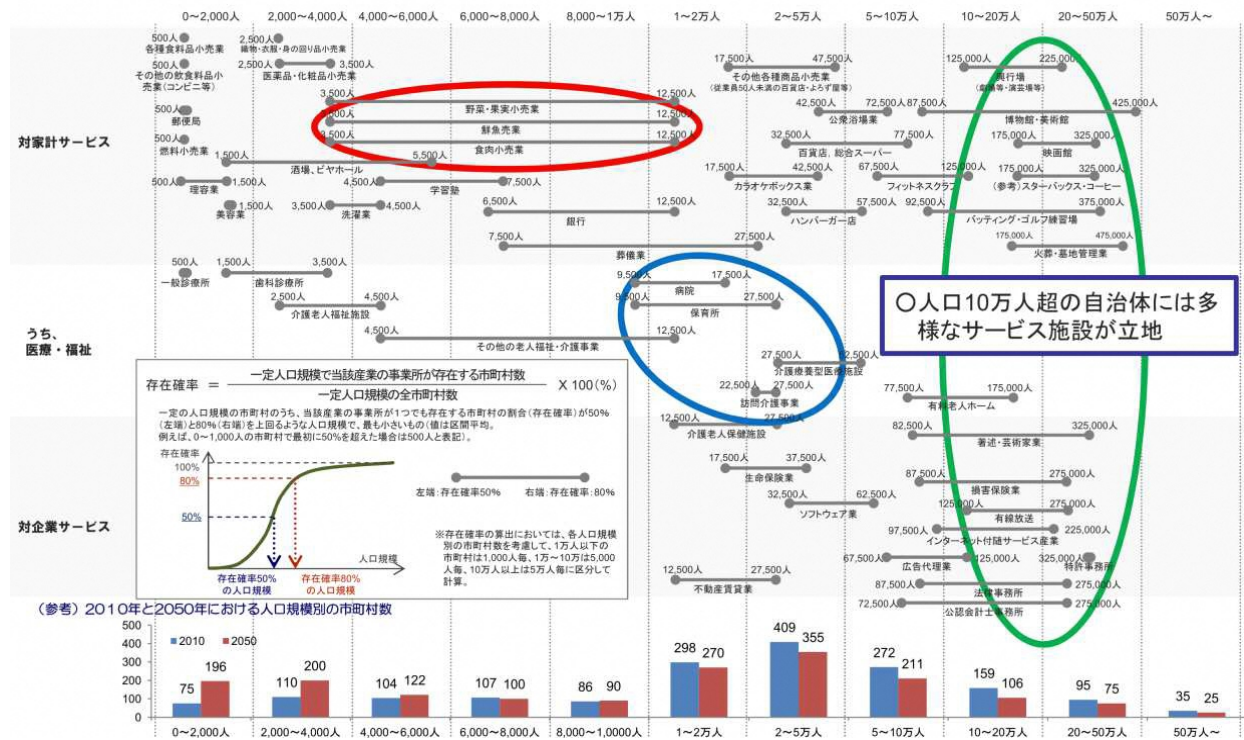 0～2,000人 2,000～4,000人 4,000～6,000人 6,000～8,000人 8,000～1万人 1～2万人 2～5万人 5～10万人 10～20万人 20～50万人 50万人～
対家計サービス
500人
各種食料品小売業
2,500人
織物・衣服・身の回り品小売業
500人
その他の飲食料品小
売業(コンビニ等)
2,500人 3,500人
医薬品・化粧品小売業
17,500人 47,500人
その他各種商品小売業
(従業員50人未満の百貨店・よろず屋等)
125,000人 225,000人
興行場
(劇場等・演芸場等)
500人
郵便局
3,500人 12,500人
野菜・果実小売業
12,500人
鮮魚売業
42,500人 72,500人
公衆浴場業
87,500人 425,000人
博物館・美術館
500人
燃料小売業
3,500人 12,500人
食肉小売業
32,500人 77,500人
百貨店、総合スーパー
175,000人 325,000人
映画館
1,500人 5,500人
酒場、ビヤホール
500人 1,500人
理容業
4,500人 7,500人
学習塾
17,500人 42,500人
カラオケボックス業
67,500人 125,000人
フィットネスクラブ
175,000人 325,000人
(参考)スターバックス・コーヒー
1,500人
美容業
3,500人 4,500人
洗濯業
6,500人 12,500人
銀行
32,500人 57,500人
ハンバーガー店
92,500人 375,000人
バッティング・ゴルフ練習場
7,500人 27,500人
葬儀業
175,000人 475,000人
火葬・墓地管理業
うち、
医療・福祉
500人
一般診療所
1,500人 3,500人
歯科診療所
9,500人 17,500人
病院
2,500人 4,500人
介護老人福祉施設
9,500人 27,500人
保育所
〇人口10万人超の自治体には多
様なサービス施設が立地
4,500人 12,500人
その他の老人福祉・介護事業
27,500人 62,500人
介護療養型医療施設
22,500人 27,500人
訪問介護事業
77,500人 175,000人
有料老人ホーム
12,500人 27,500人
介護老人保健施設
存在確率 ＝ 一定人口規模で当該産業の事業所が存在する市町村数
一定人口規模の全市町村数
X 100(%)
一定の人口規模の市町村のうち、当該産業の事業所が1つでも存在する市町村の割合(存在確率)が50%
(左端)と80%(右端)を上回るような人口規模で、最も小さいもの(値は区間平均。
例えば、0～1,000人の市町村で最初に50%を超えた場合は500人と表記)。
存在確率
100%
80%
50%
人口規模
存在確率50%
の人口規模
存在確率80%
の人口規模
左端:存在確率50% 右端:存在確率:80%
※存在確率の算出においては、各人口規模
別の市町村数を考慮して、1万人以下の
市町村は1,000人毎、1万～10万は5,000
人毎、10万人以上は5万人毎に区分して
計算。
対企業サービス
82,500人 325,000人
著述・芸術家業
17,500人 37,500人
生命保険業
87,500人 275,000人
損害保険業
32,500人 62,500人
ソフトウェア業
125,000人 275,000人
有線放送
97,500人 225,000人
インターネット付随サービス産業
67,500人 125,000人
広告代理業
325,000人
特許事務所
12,500人 27,500人
不動産賃貸業
87,500人 275,000人
法律事務所
72,500人 275,000人
公認会計士事務所
(参考)2010年と2050年における人口規模別の市町村数
500
400
300
200
100
0
2010 2050
75 196 110 200 104 122 107 100 86 90 298 270 409 355 272 211 159 106 95 75 35 25
0～2,000人 2,000～4,000人 4,000～6,000人 6,000～8,000人 8,000～1,0000人 1～2万人 2～5万人 5～10万人 10～20万人 20～50万人 50万人～